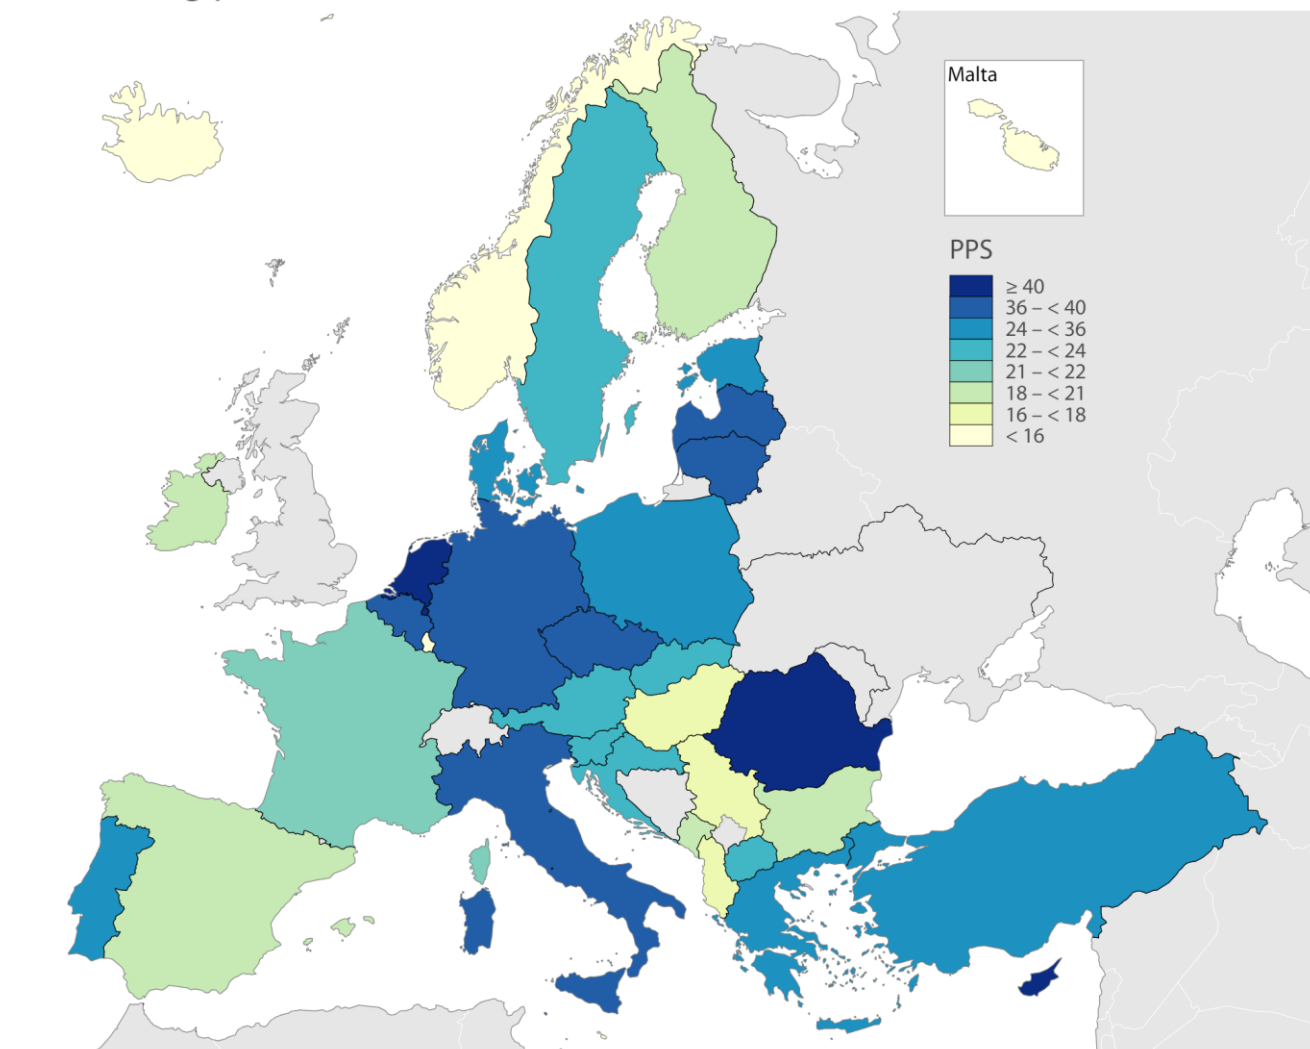 Malta
PPS
≥ 40
36 – < 40
24 – < 36
22 – < 24
21 – < 22
18 – < 21
16 – < 18
< 16